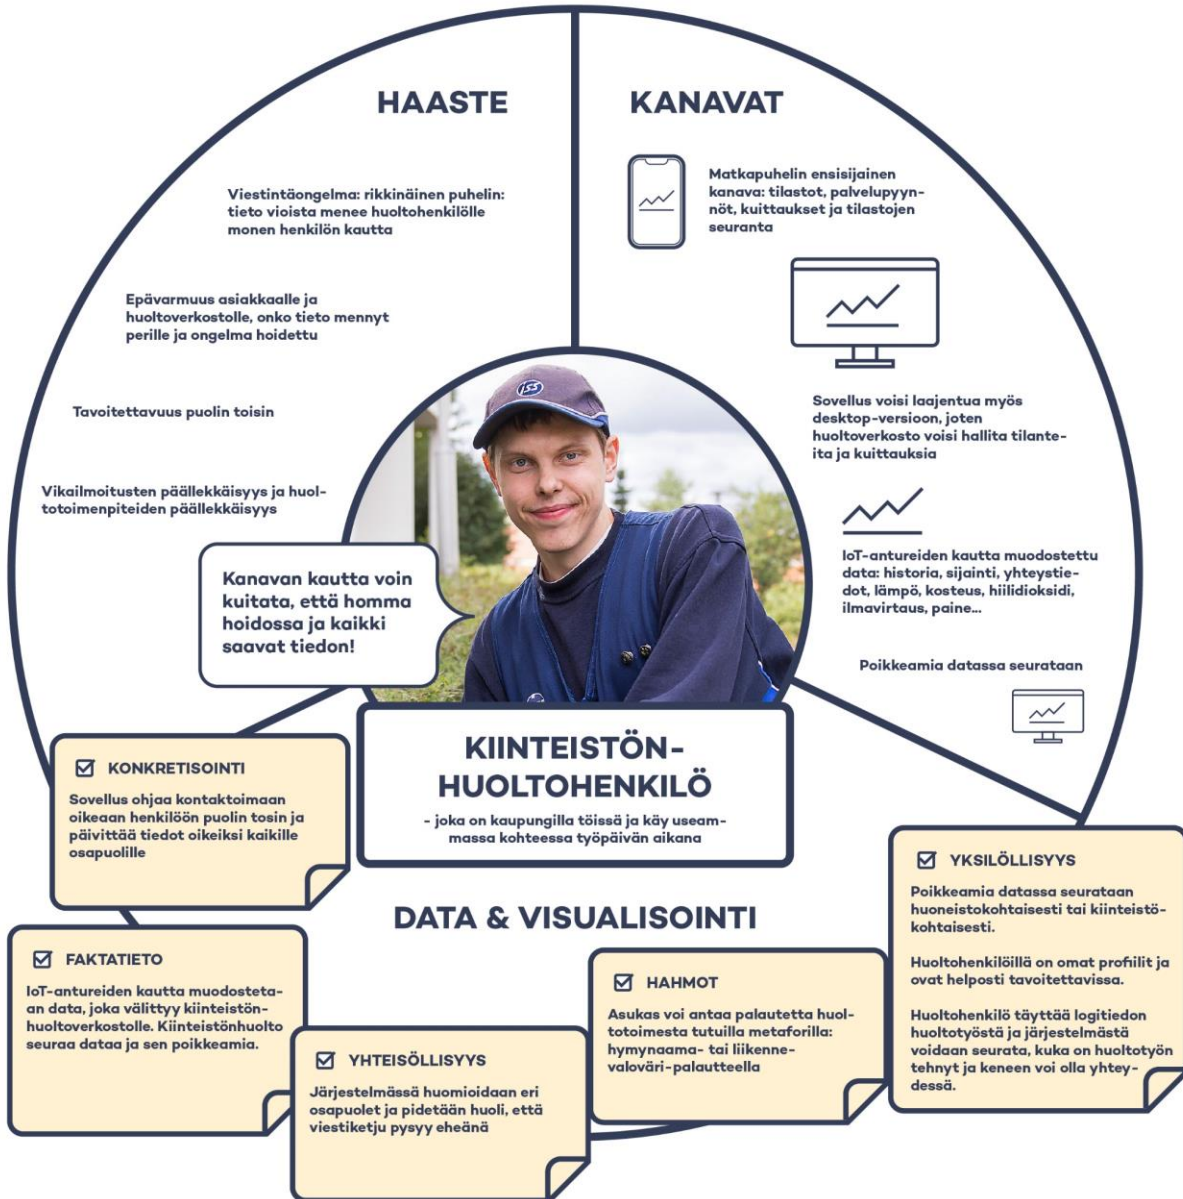 HAASTE
Viestintäongelma: rikkinäinen puhelin:
tieto vioista menee huoltohenkilölle
monen henkilön kautta
Epävarmuus asiakkaalle ja
huoltoverkostolle, onko tieto mennyt
perille ja ongelma hoidettu
Tavoitettavuus puolin toisin
Vikailmoitusten päällekkäisyys ja huol-
totoimenpiteiden päällekkäisyys
KANAVAT
Matkapuhelin ensisijainen
kanava: tilastot, palvelupyyn-
nöt, kuittaukset ja tilastojen
seuranta
Sovellus voisi laajentua myös
desktop-versioon, joten
huoltoverkosto voisi hallita tilante-
ita ja kuittauksia
IoT-antureiden kautta muodostettu
data: historia, sijainti, yhteystie-
dot, lämpö, kosteus, hiilidioksidi,
ilmavirtaus, paine...
Poikkeamia datassa seurataan
ISS
Kanavan kautta voin
kuitata, että homma
hoidossa ja kaikki
saavat tiedon!
KIINTEISTÖN-
HUOLTOHENKILÖ
- joka on kaupungilla töissä ja käy useam-
massa kohteessa työpäivän aikana
DATA & VISUALISOINTI
KONKRETISOINTI
Sovellus ohjaa kontaktoimaan
oikeaan henkilöön puolin tosin ja
päivittää tiedot oikeiksi kaikille
osapuolille
FAKTATIETO
IoT-antureiden kautta muodosteta-
an data, joka välittyy kiinteistön-
huoltoverkostolle. Kiinteistönhuolto
seuraa dataa ja sen poikkeamia.
YHTEISÖLLISYYS
Järjestelmässä huomioidaan eri
osapuolet ja pidetään huoli, että
viestiketju pysyy eheänä
HAHMOT
Asukas voi antaa palautetta huol-
totoimesta tutuilla metaforilla:
hymynaama- tai liikenne-
valoväri-palautteella
YKSILÖLLISYYS
Poikkeamia datassa seurataan
huoneistokohtaisesti tai kiinteistö-
kohtaisesti.
Huoltohenkilöillä on omat profiilit ja
ovat helposti tavoitettavissa.
Huoltohenkilö täyttää logitiedon
huoltotyöstä ja järjestelmästä
voidaan seurata, kuka on huoltotyön
tehnyt ja keneen voi olla yhtey-
dessä.